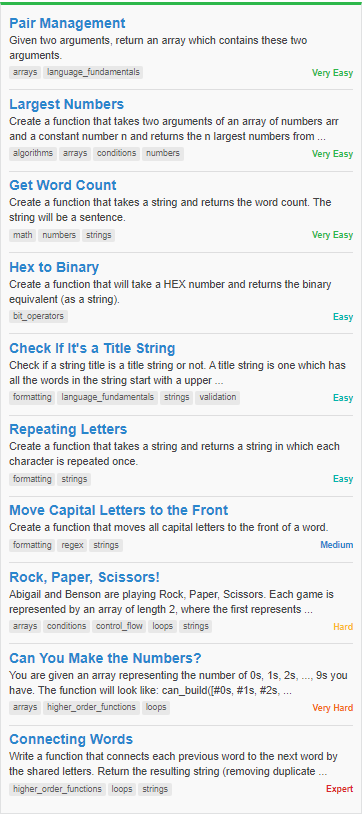 Pair Management
Given two arguments, return an array which contains these two
arguments.
arrays language_fundamentals Very Easy
Largest Numbers
Create a function that takes two arguments of an array of numbers arr
and a constant number n and returns the n largest numbers from ...
algorithms arrays conditions numbers Very Easy
Get Word Count
Create a function that takes a string and returns the word count. The
string will be a sentence.
math numbers strings Very Easy
Hex to Binary
Create a function that will take a HEX number and returns the binary
equivalent (as a string).
bit_operators Easy
Check If It's a Title String
Check if a string title is a title string or not. A title string is one which has
all the words in the string start with a upper ...
formatting language_fundamentals strings validation Easy
Repeating Letters
Create a function that takes a string and returns a string in which each
character is repeated once.
formatting strings Easy
Move Capital Letters to the Front
Create a function that moves all capital letters to the front of a word.
formatting regex strings Medium
Rock, Paper, Scissors!
Abigail and Benson are playing Rock, Paper, Scissors. Each game is
represented by an array of length 2, where the first represents ...
arrays conditions control_flow loops strings Hard
Can You Make the Numbers?
You are given an array representing the number of 0s, 1s, 2s, ..., 9s you
have. The function will look like: can_build([#0s, #1s, #2s, ...
arrays higher_order_functions loops Very Hard
Connecting Words
Write a function that connects each previous word to the next word by
the shared letters. Return the resulting string (removing duplicate ...
higher_order_functions loops strings Expert